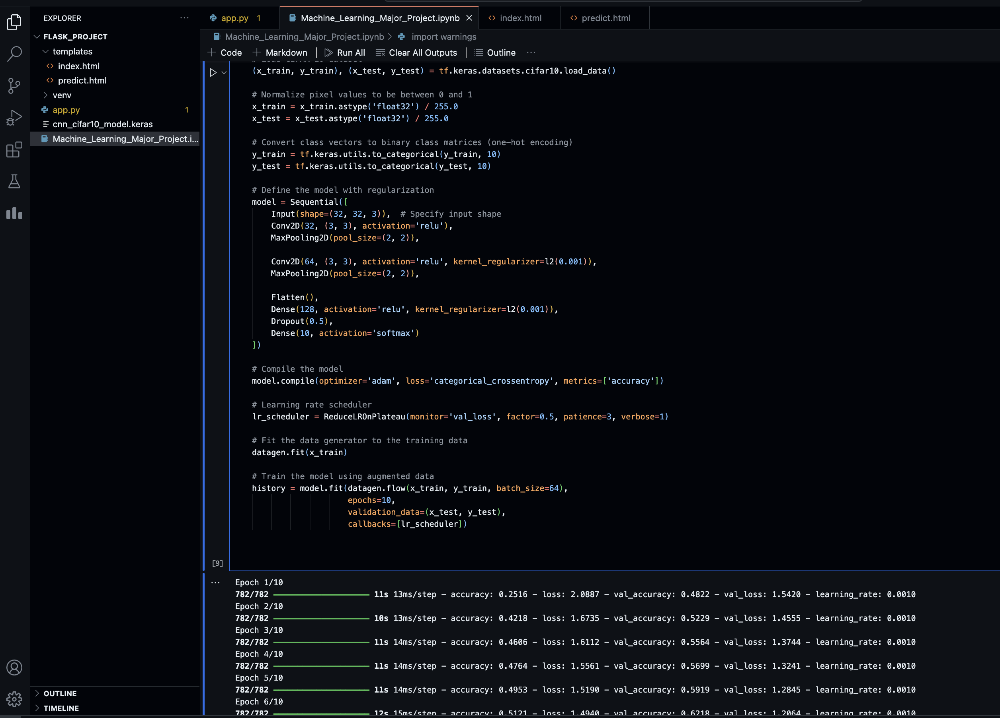 EXPLORER
FLASK_PROJECT
templates
index.html
predict.html
venv
app.py 1
cnn_cifar10_model.keras
Machine_Learning_Major_Project.i...
OUTLINE
TIMELINE
app.py 1
Machine_Learning_Major_Project.ipynb
index.html
predict.html
Machine_Learning_Major_Project.ipynb > import warnings
+ Code + Markdown | Run All Clear All Outputs | Outline ...
(x_train, y_train), (x_test, y_test) = tf.keras.datasets.cifar10.load_data()
# Normalize pixel values to be between 0 and 1
x_train = x_train.astype('float32') / 255.0
x_test = x_test.astype('float32') / 255.0
# Convert class vectors to binary class matrices (one-hot encoding)
y_train = tf.keras.utils.to_categorical(y_train, 10)
y_test = tf.keras.utils.to_categorical(y_test, 10)
# Define the model with regularization
model = Sequential([
Input(shape=(32, 32, 3)),  # Specify input shape
Conv2D(32, (3, 3), activation='relu'),
MaxPooling2D(pool_size=(2, 2)),
Conv2D(64, (3, 3), activation='relu', kernel_regularizer=l2(0.001)),
MaxPooling2D(pool_size=(2, 2)),
Flatten(),
Dense(128, activation='relu', kernel_regularizer=l2(0.001)),
Dropout(0.5),
Dense(10, activation='softmax')
])
# Compile the model
model.compile(optimizer='adam', loss='categorical_crossentropy', metrics=['accuracy'])
# Learning rate scheduler
lr_scheduler = ReduceLROnPlateau(monitor='val_loss', factor=0.5, patience=3, verbose=1)
# Fit the data generator to the training data
datagen.fit(x_train)
# Train the model using augmented data
history = model.fit(datagen.flow(x_train, y_train, batch_size=64),
epochs=10,
validation_data=(x_test, y_test),
callbacks=[lr_scheduler])
[9]
Epoch 1/10
782/782 11s 13ms/step - accuracy: 0.2516 - loss: 2.0887 - val_accuracy: 0.4822 - val_loss: 1.5420 - learning_rate: 0.0010
Epoch 2/10
782/782 10s 13ms/step - accuracy: 0.4218 - loss: 1.6735 - val_accuracy: 0.5229 - val_loss: 1.4555 - learning_rate: 0.0010
Epoch 3/10
782/782 11s 14ms/step - accuracy: 0.4606 - loss: 1.6112 - val_accuracy: 0.5564 - val_loss: 1.3744 - learning_rate: 0.0010
Epoch 4/10
782/782 11s 14ms/step - accuracy: 0.4764 - loss: 1.5561 - val_accuracy: 0.5699 - val_loss: 1.3241 - learning_rate: 0.0010
Epoch 5/10
782/782 11s 14ms/step - accuracy: 0.4953 - loss: 1.5190 - val_accuracy: 0.5919 - val_loss: 1.2845 - learning_rate: 0.0010
Epoch 6/10
782/782 12s 15ms/step - accuracy: 0.5121 - loss: 1.4940 - val_accuracy: 0.6218 - val_loss: 1.2064 - learning_rate: 0.0010